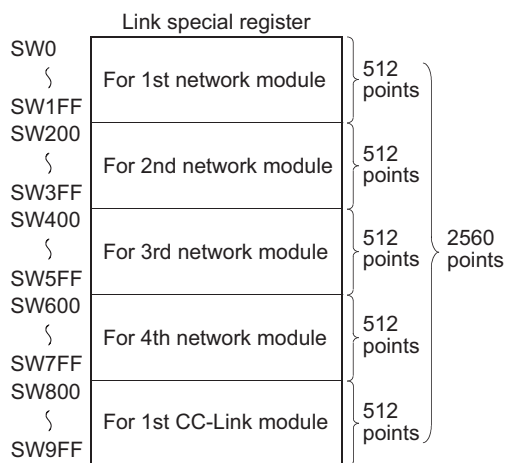 Link special register
SW0
SW1FF
For 1st network module
512
points
SW200
SW3FF
For 2nd network module
512
points
SW400
SW5FF
For 3rd network module
512
points
2560
points
SW600
SW7FF
For 4th network module
512
points
SW800
SW9FF
For 1st CC-Link module
512
points